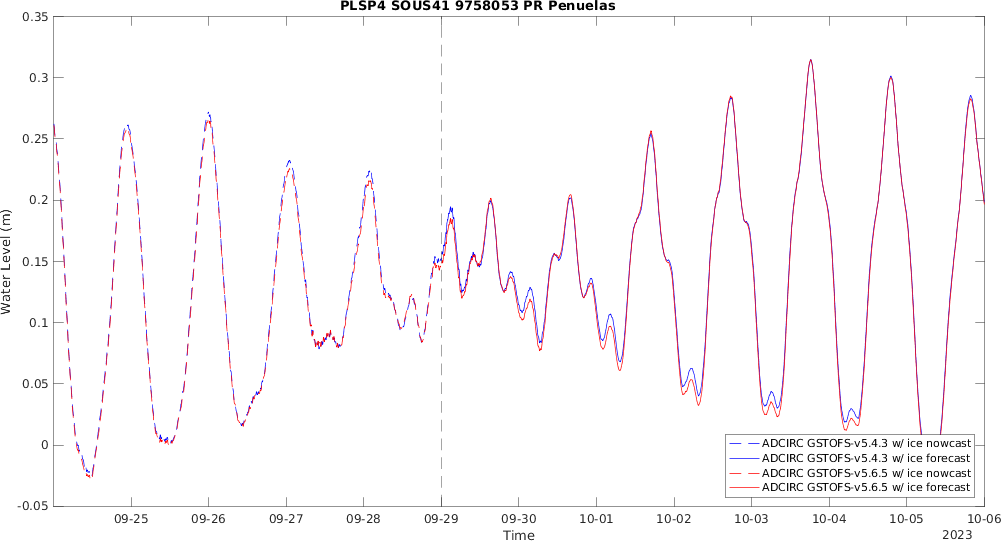 PLSP4 SOUS41 9758053 PR Penuelas
0.35
0.3
0.25
0.2
0.15
0.1
0.05
0
-0.05
Water Level (m)
09-25 09-26 09-27 09-28 09-29 09-30 10-01 10-02 10-03 10-04 10-05 10-06
Time
2023
ADCIRC GSTOFS-v5.4.3 w/ ice nowcast
ADCIRC GSTOFS-v5.4.3 w/ ice forecast
ADCIRC GSTOFS-v5.6.5 w/ ice nowcast
ADCIRC GSTOFS-v5.6.5 w/ ice forecast